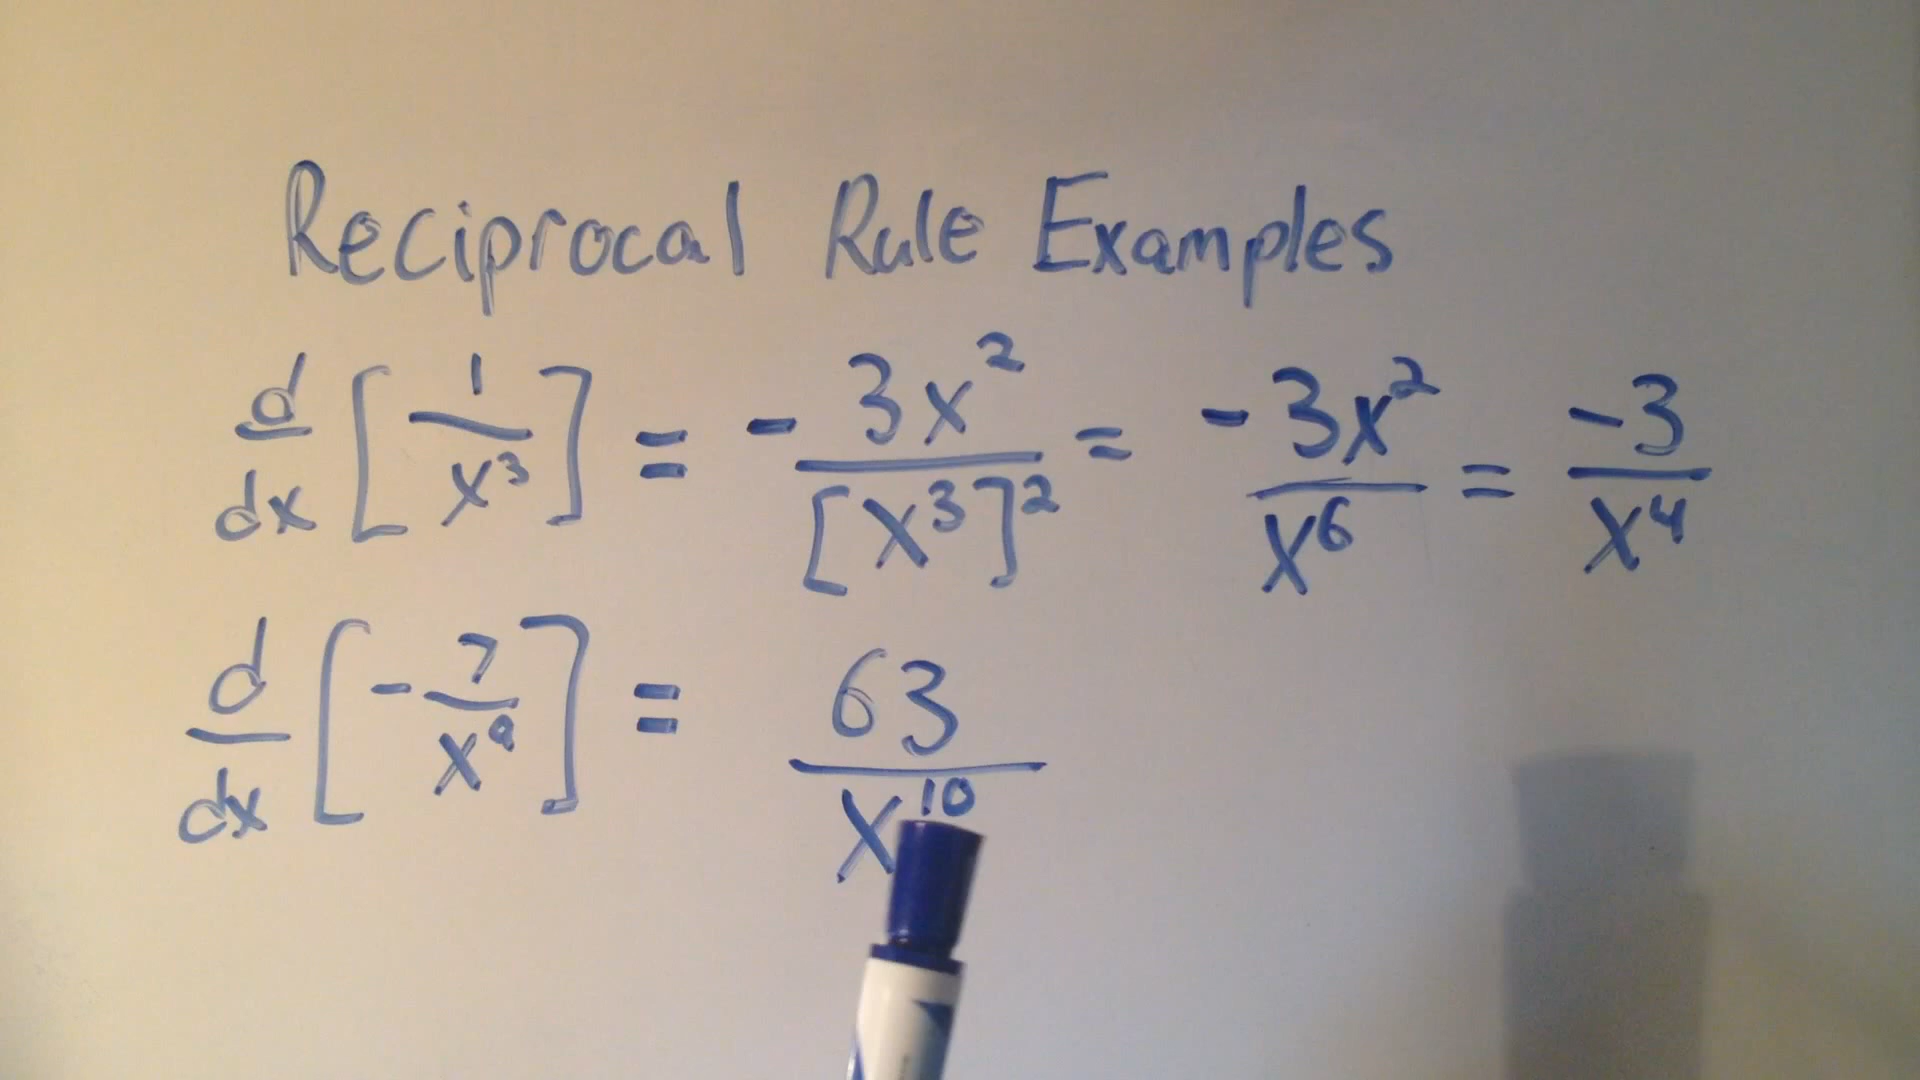 Reciprocal Rule Examples
d/dx [1/x³] = - 3x²/[x³]² = -3x²/x⁶ = -3/x⁴
d/dx [-7/x⁹] = 63/x¹⁰